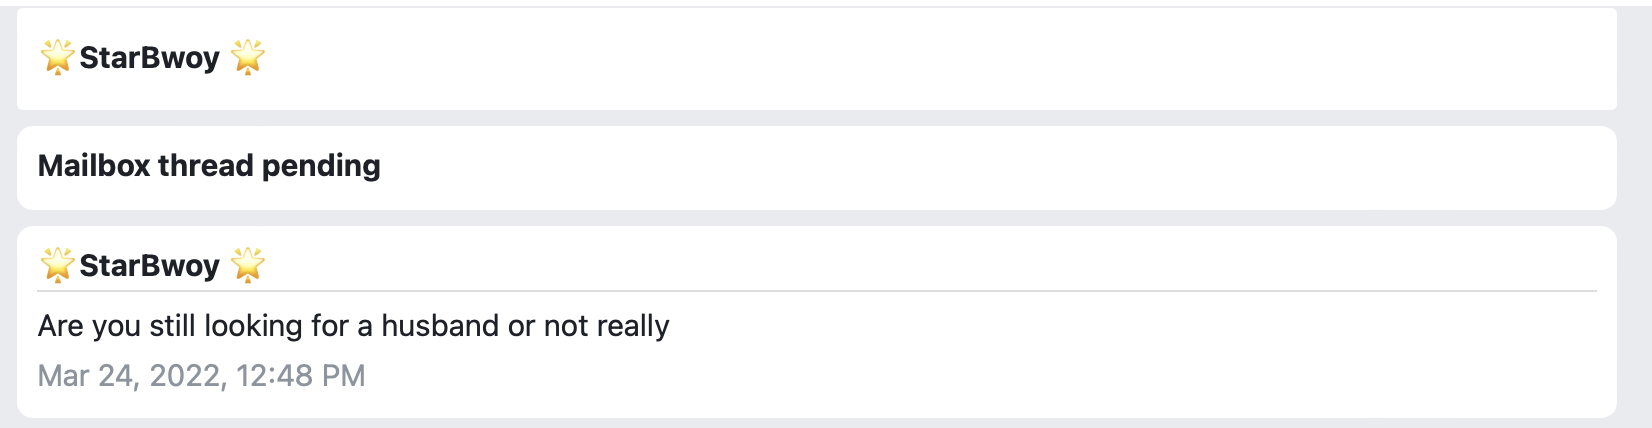 🌟StarBwoy 🌟
Mailbox thread pending
🌟StarBwoy 🌟
Are you still looking for a husband or not really
Mar 24, 2022, 12:48 PM